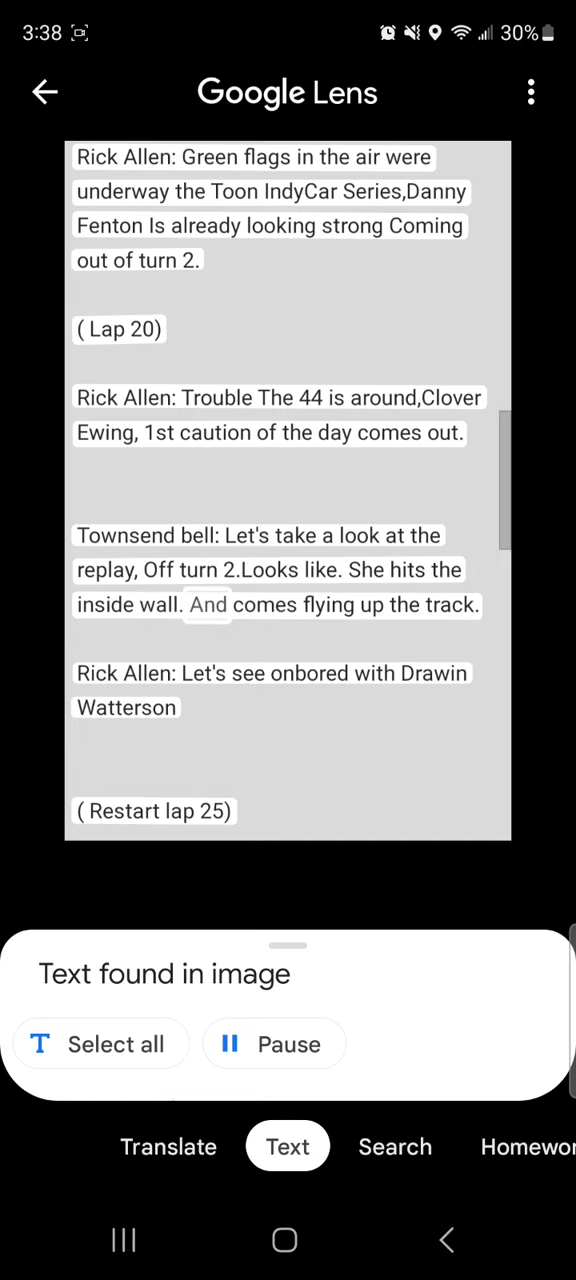 3:38
30%
Google Lens
Rick Allen: Green flags in the air were
underway the Toon IndyCar Series,Danny
Fenton Is already looking strong Coming
out of turn 2.
( Lap 20)
Rick Allen: Trouble The 44 is around,Clover
Ewing, 1st caution of the day comes out.
Townsend bell: Let's take a look at the
replay, Off turn 2.Looks like. She hits the
inside wall. And comes flying up the track.
Rick Allen: Let's see onbored with Drawin
Watterson
( Restart lap 25)
Text found in image
T Select all
Pause
Translate
Text
Search
Homewor